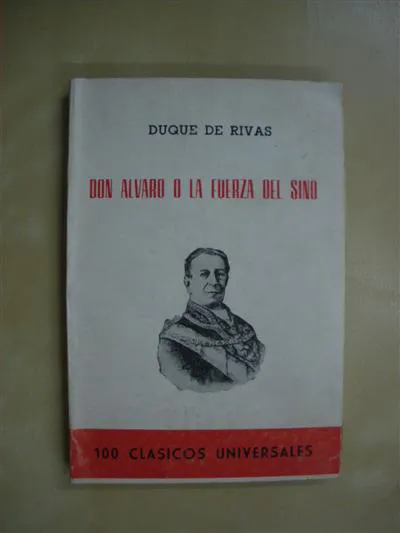 DUQUE DE RIVAS
DON ALVARO O LA FUERZA DEL SINO
100 CLASICOS UNIVERSALES